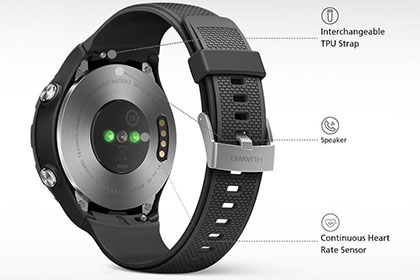 Interchangeable
TPU Strap
Speaker
HUAWEI
Continuous Heart
Rate Sensor